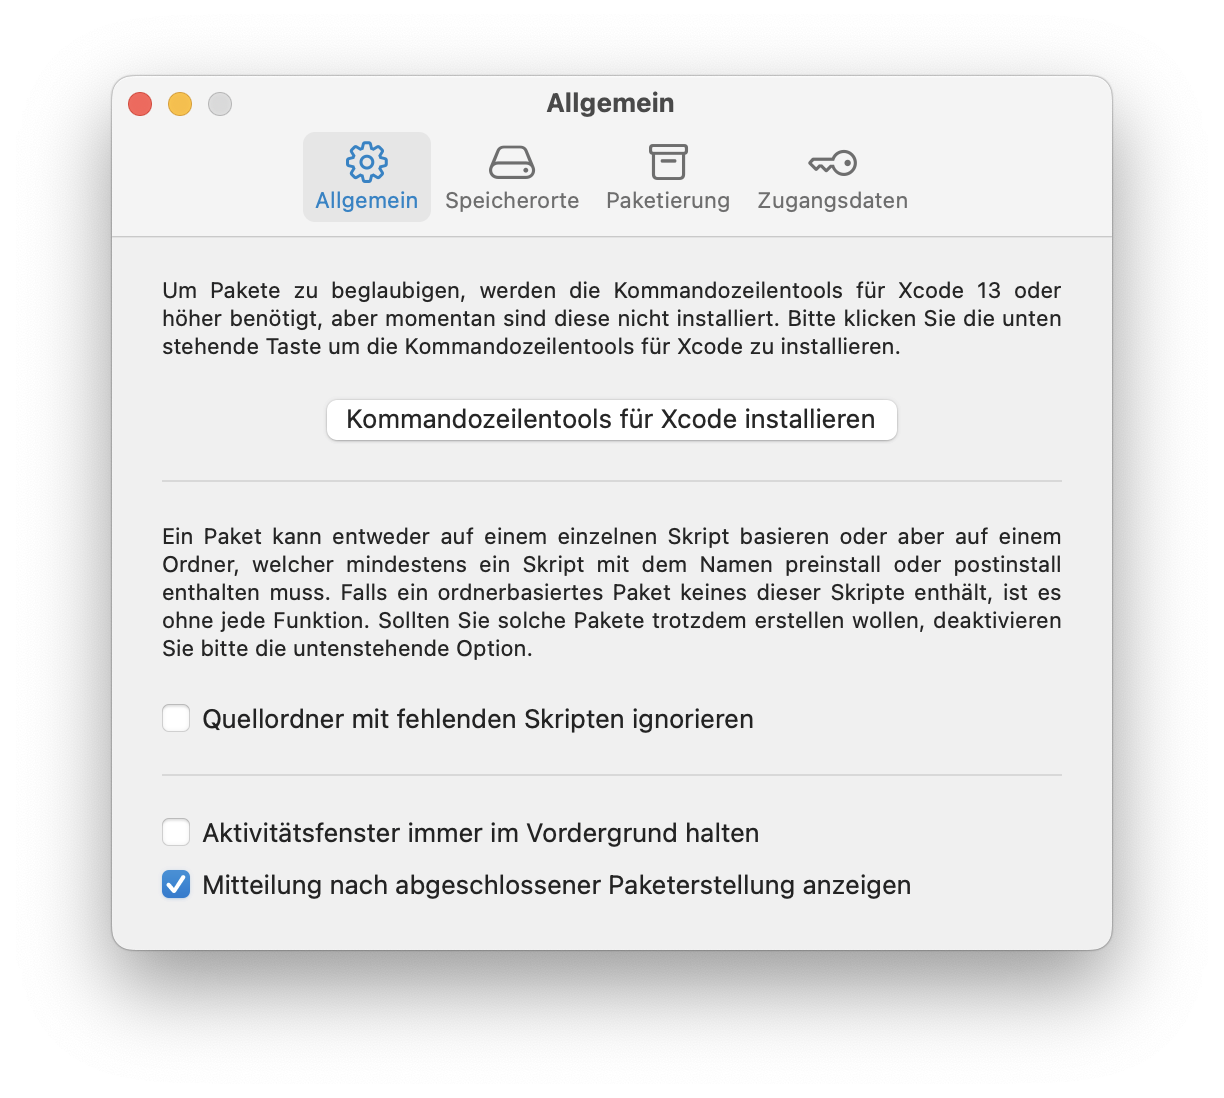 Allgemein
Allgemein
Speicherorte
Paketierung
Zugangsdaten
Um Pakete zu beglaubigen, werden die Kommandozeilentools für Xcode 13 oder
höher benötigt, aber momentan sind diese nicht installiert. Bitte klicken Sie die unten
stehende Taste um die Kommandozeilentools für Xcode zu installieren.
Kommandozeilentools für Xcode installieren
Ein Paket kann entweder auf einem einzelnen Skript basieren oder aber auf einem
Ordner, welcher mindestens ein Skript mit dem Namen preinstall oder postinstall
enthalten muss. Falls ein ordnerbasiertes Paket keines dieser Skripte enthält, ist es
ohne jede Funktion. Sollten Sie solche Pakete trotzdem erstellen wollen, deaktivieren
Sie bitte die untenstehende Option.
Quellordner mit fehlenden Skripten ignorieren
Aktivitätsfenster immer im Vordergrund halten
Mitteilung nach abgeschlossener Paketerstellung anzeigen